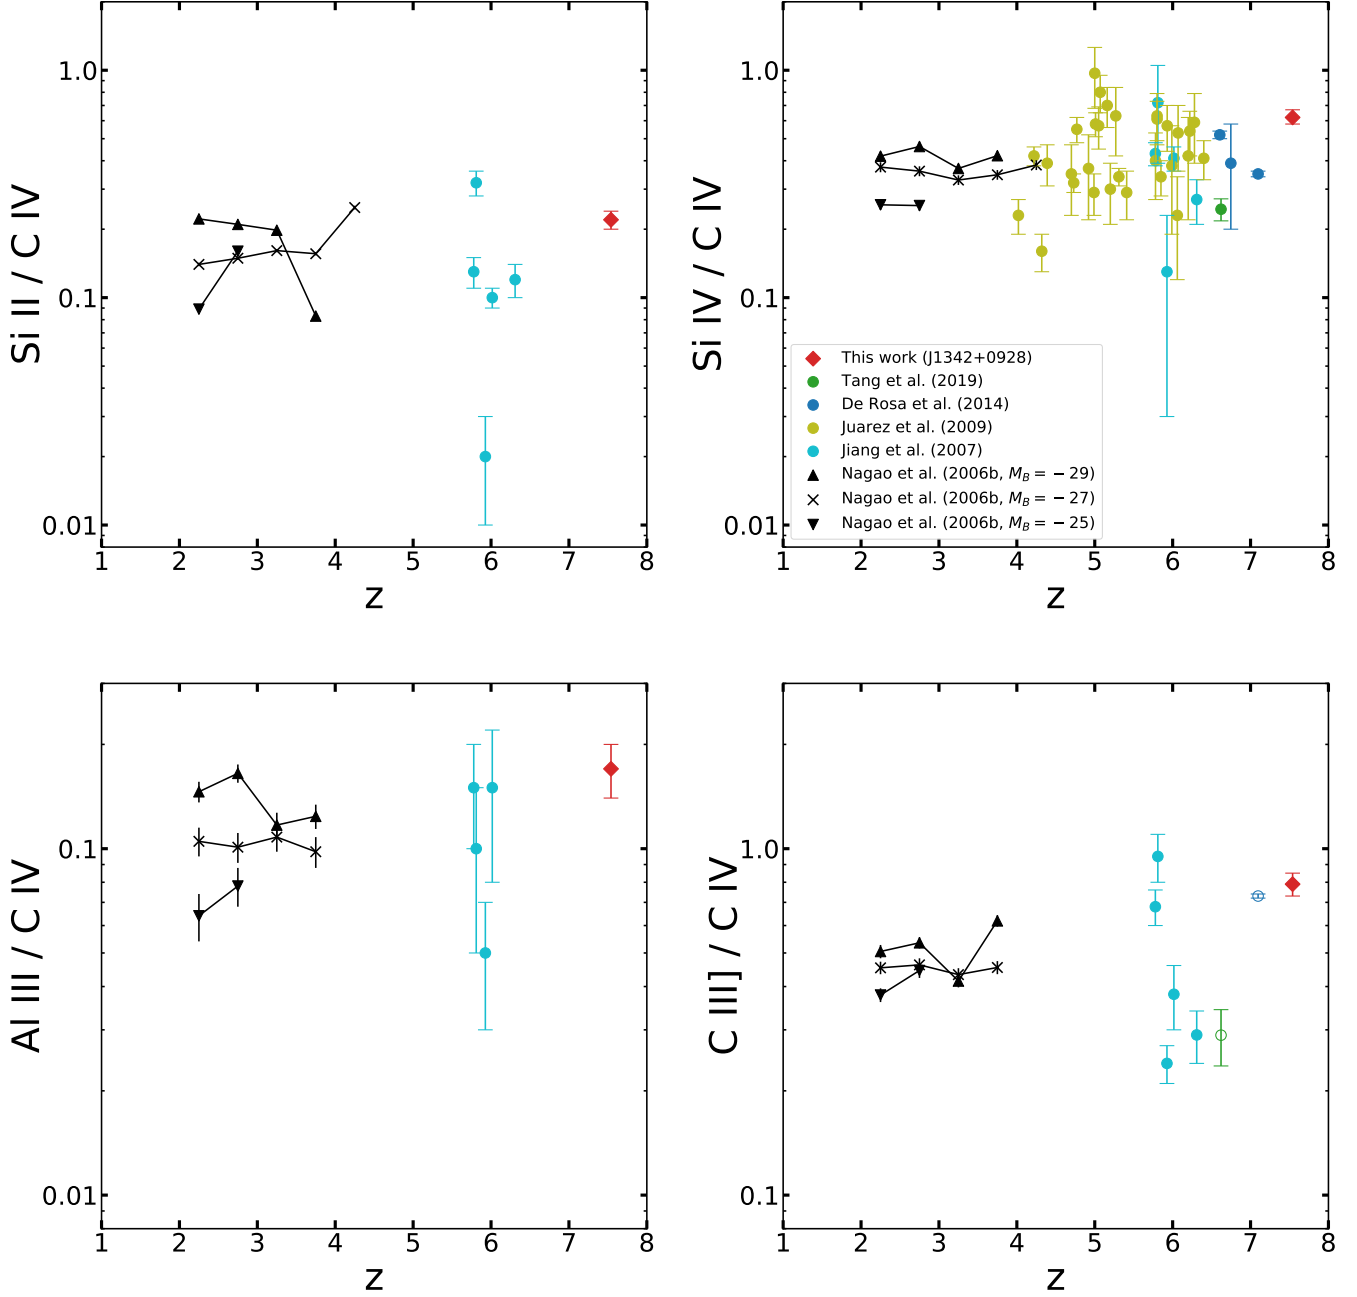 Si II / C IV
1.0
0.1
0.01
1 2 3 4 5 6 7 8
z
Si IV / C IV
1.0
0.1
0.01
This work (J1342+0928)
Tang et al. (2019)
De Rosa et al. (2014)
Juarez et al. (2009)
Jiang et al. (2007)
Nagao et al. (2006b, M_B = −29)
Nagao et al. (2006b, M_B = −27)
Nagao et al. (2006b, M_B = −25)
1 2 3 4 5 6 7 8
z
Al III / C IV
0.1
0.01
1 2 3 4 5 6 7 8
z
C III] / C IV
1.0
0.1
1 2 3 4 5 6 7 8
z